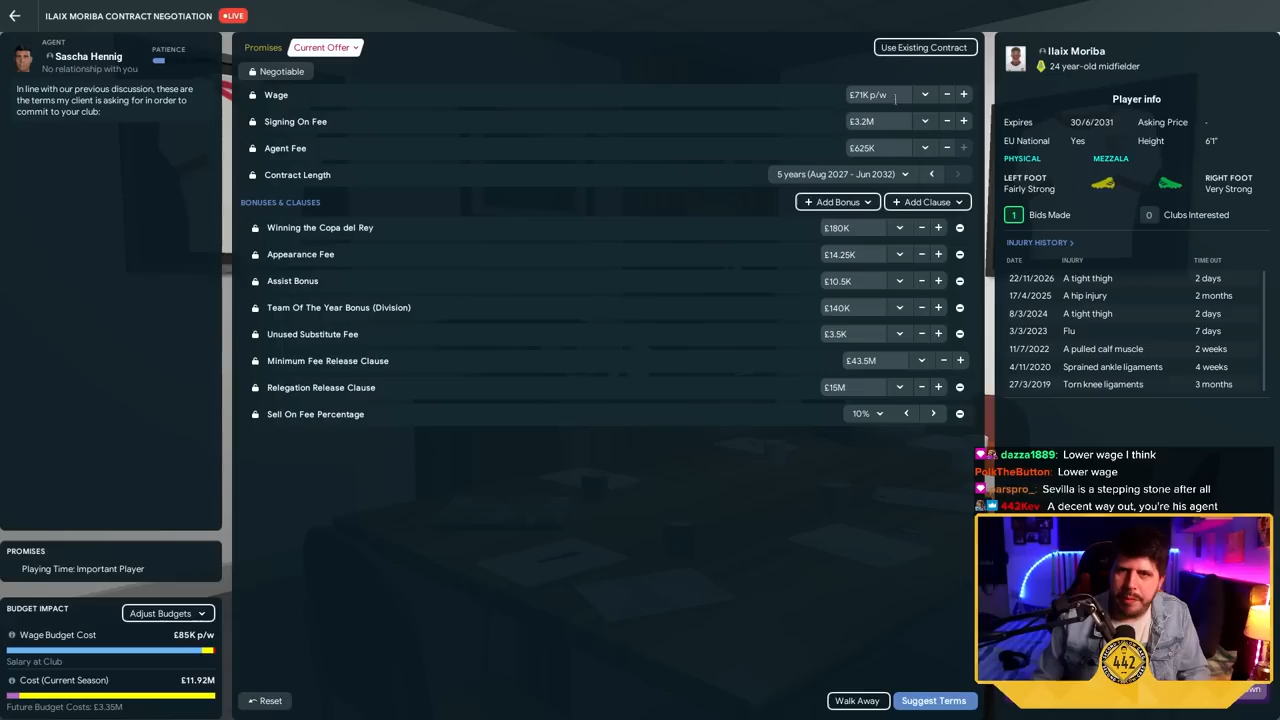 ILAIX MORIBA CONTRACT NEGOTIATION
LIVE
AGENT
Sascha Hennig
No relationship with you
PATIENCE
In line with our previous discussion, these are
the terms my client is asking for in order to
commit to your club:
Promises
Current Offer
Use Existing Contract
Negotiable
Wage
£71K p/w
Signing On Fee
£3.2M
Agent Fee
£625K
Contract Length
5 years (Aug 2027 - Jun 2032)
BONUSES & CLAUSES
Add Bonus
Add Clause
Winning the Copa del Rey
£180K
Appearance Fee
£14.25K
Assist Bonus
£10.5K
Team Of The Year Bonus (Division)
£140K
Unused Substitute Fee
£3.5K
Minimum Fee Release Clause
£43.5M
Relegation Release Clause
£15M
Sell On Fee Percentage
10%
Ilaix Moriba
24 year-old midfielder
Player info
Expires 30/6/2031 Asking Price -
EU National Yes Height 6'1"
PHYSICAL MEZZALA
LEFT FOOT
Fairly Strong
RIGHT FOOT
Very Strong
1 Bids Made
0 Clubs Interested
INJURY HISTORY >
DATE INJURY TIME OUT
22/11/2026 A tight thigh 2 days
17/4/2025 A hip injury 2 months
8/3/2024 A tight thigh 2 days
3/3/2023 Flu 7 days
11/7/2022 A pulled calf muscle 2 weeks
4/11/2020 Sprained ankle ligaments 4 weeks
27/3/2019 Torn knee ligaments 3 months
dazza1889: Lower wage I think
PolkTheButton: Lower wage
arspro_: Sevilla is a stepping stone after all
442Kev: A decent way out, you're his agent
442
PROMISES
Playing Time: Important Player
BUDGET IMPACT
Adjust Budgets
Wage Budget Cost £85K p/w
Salary at Club
Cost (Current Season) £11.92M
Future Budget Costs: £3.35M
Reset
Walk Away
Suggest Terms